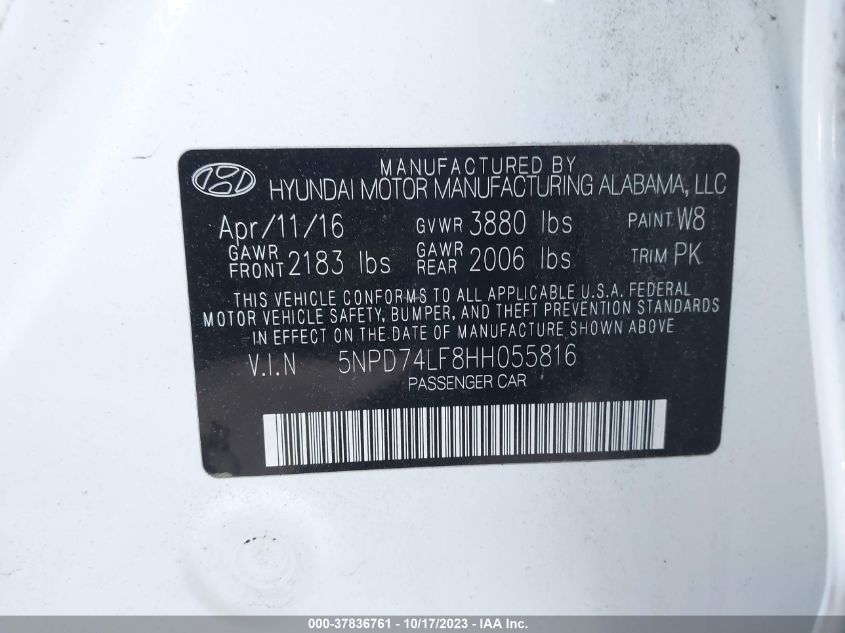 MANUFACTURED BY
HYUNDAI MOTOR MANUFACTURING ALABAMA, LLC
Apr/11/16 GVWR 3880 lbs PAINT W8
GAWR FRONT 2183 lbs GAWR REAR 2006 lbs TRIM PK
THIS VEHICLE CONFORMS TO ALL APPLICABLE U.S.A. FEDERAL
MOTOR VEHICLE SAFETY, BUMPER, AND THEFT PREVENTION STANDARDS
IN EFFECT ON THE DATE OF MANUFACTURE SHOWN ABOVE
V.I.N 5NPD74LF8HH055816
PASSENGER CAR
000-37836761 - 10/17/2023 - IAAI.COM